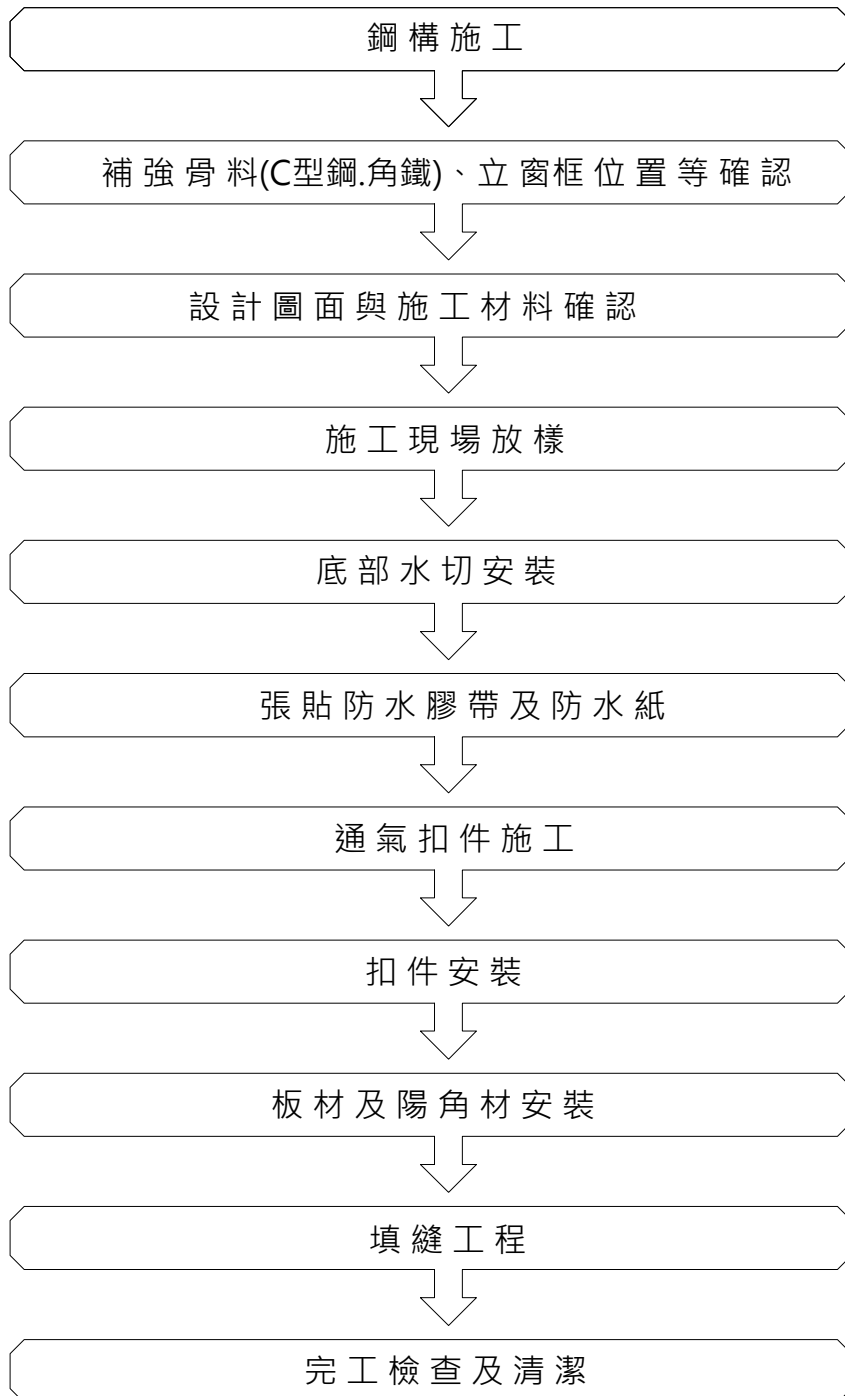 鋼構施工
補強骨料(C型鋼.角鐵)、立窗框位置等確認
設計圖面與施工材料確認
施工現場放樣
底部水切安裝
張貼防水膠帶及防水紙
通氣扣件施工
扣件安裝
板材及陽角材安裝
填縫工程
完工檢查及清潔